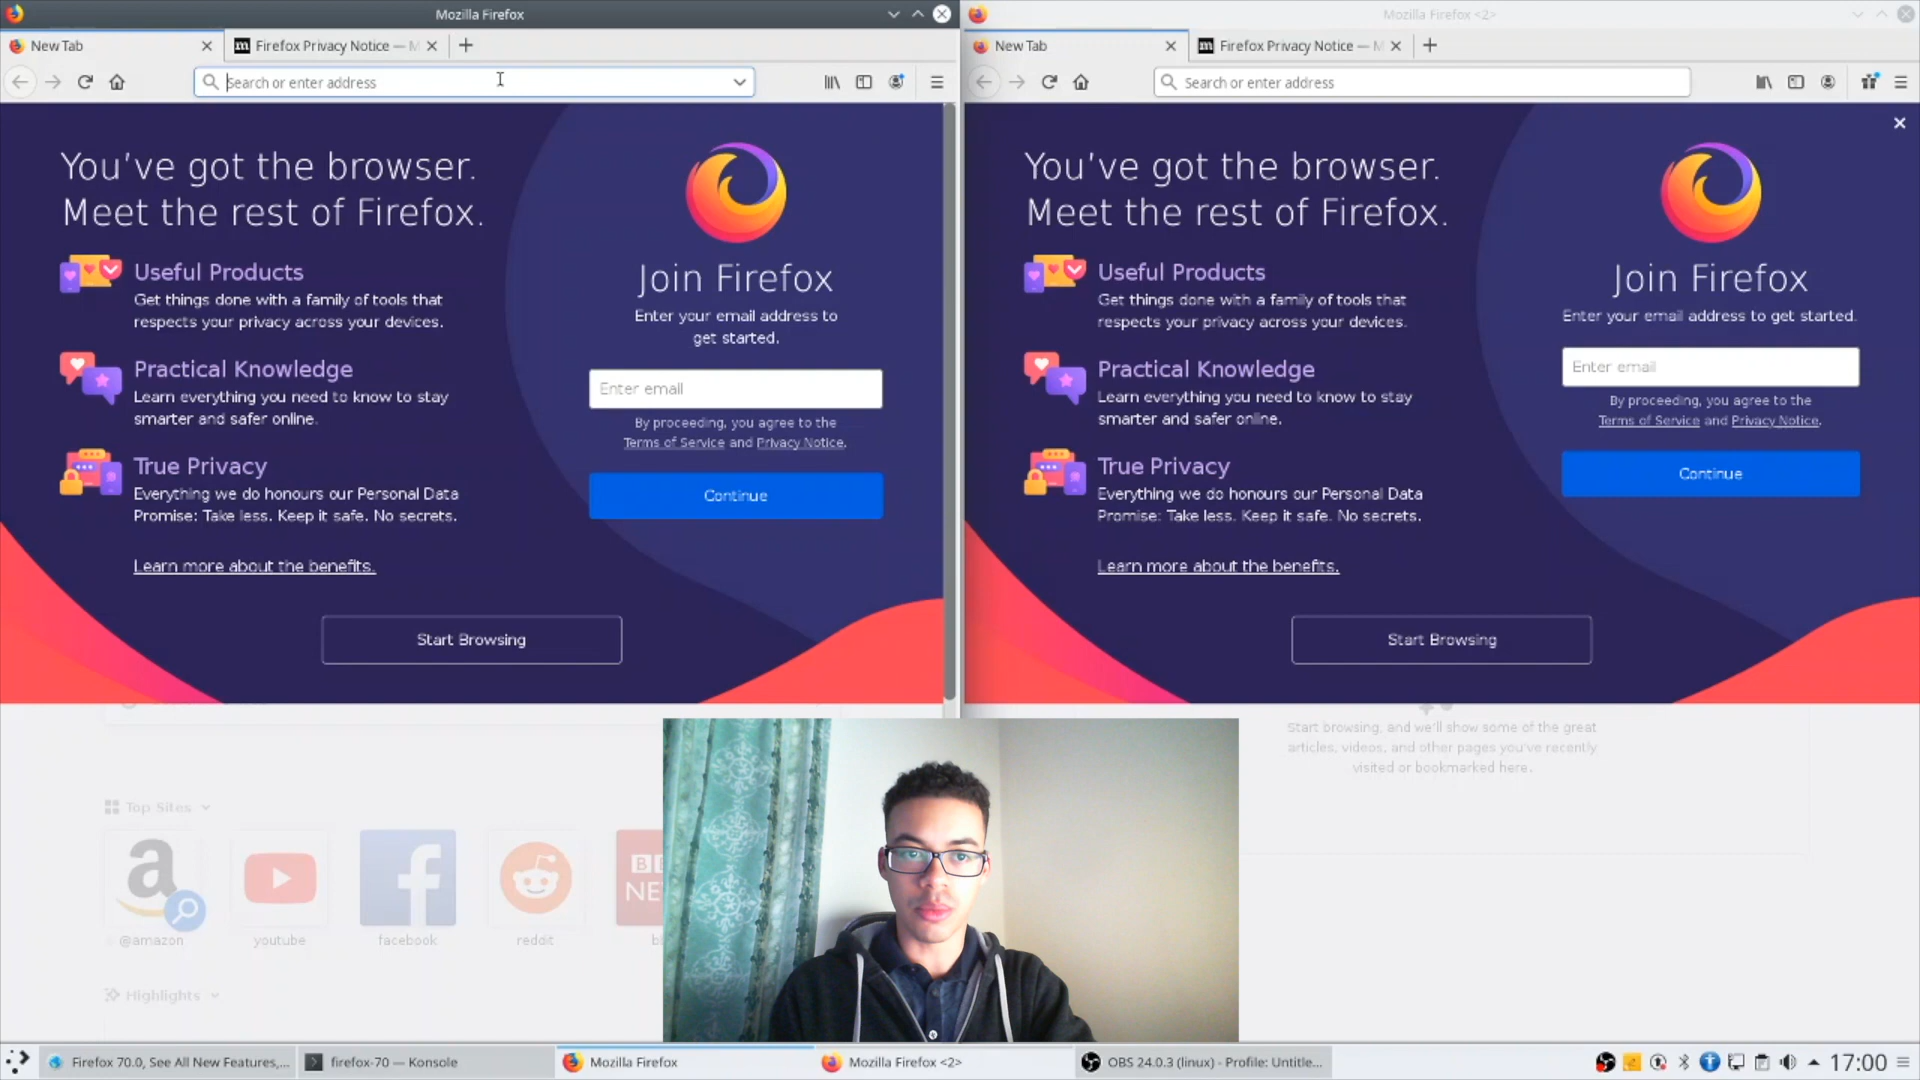 Mozilla Firefox
New Tab
Firefox Privacy Notice — M
Search or enter address
You've got the browser.
Meet the rest of Firefox.
Useful Products
Get things done with a family of tools that
respects your privacy across your devices.
Practical Knowledge
Learn everything you need to know to stay
smarter and safer online.
True Privacy
Everything we do honours our Personal Data
Promise: Take less. Keep it safe. No secrets.
Learn more about the benefits.
Join Firefox
Enter your email address to
get started.
Enter email
By proceeding, you agree to the
Terms of Service and Privacy Notice.
Continue
Start Browsing
Top Sites
@amazon
youtube
facebook
reddit
BB
NE
b
Highlights
Mozilla Firefox <2>
New Tab
Firefox Privacy Notice — M
Search or enter address
You've got the browser.
Meet the rest of Firefox.
Useful Products
Get things done with a family of tools that
respects your privacy across your devices.
Practical Knowledge
Learn everything you need to know to stay
smarter and safer online.
True Privacy
Everything we do honours our Personal Data
Promise: Take less. Keep it safe. No secrets.
Learn more about the benefits.
Join Firefox
Enter your email address to get started.
Enter email
By proceeding, you agree to the
Terms of Service and Privacy Notice.
Continue
Start Browsing
Start browsing, and we'll show some of the great
articles, videos, and other pages you've recently
visited or bookmarked here.
Firefox 70.0, See All New Features,...
firefox-70 — Konsole
Mozilla Firefox
Mozilla Firefox <2>
OBS 24.0.3 (linux) - Profile: Untitle...
17:00